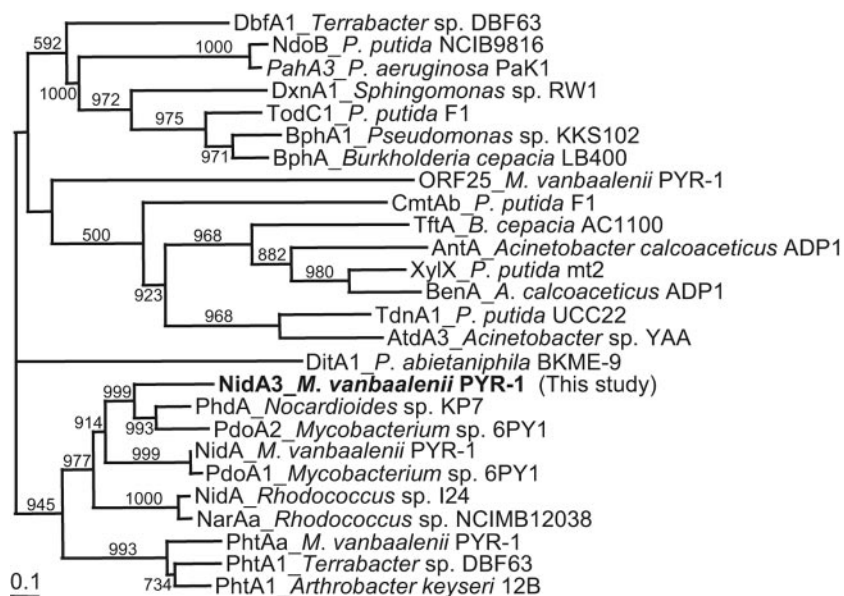 DbfA1_Terrabacter sp. DBF63
592
1000
NdoB_P. putida NCIB9816
PahA3_P. aeruginosa PaK1
1000
972
DxnA1_Sphingomonas sp. RW1
975
TodC1_P. putida F1
BphA1_Pseudomonas sp. KKS102
971
BphA_Burkholderia cepacia LB400
ORF25_M. vanbaalenii PYR-1
CmtAb_P. putida F1
500
968
TftA_B. cepacia AC1100
882
AntA_Acinetobacter calcoaceticus ADP1
980
XylX_P. putida mt2
923
BenA_A. calcoaceticus ADP1
968
TdnA1_P. putida UCC22
AtdA3_Acinetobacter sp. YAA
DitA1_P. abietaniphila BKME-9
999
NidA3_M. vanbaalenii PYR-1 (This study)
PhdA_Nocardioides sp. KP7
914
993
PdoA2_Mycobacterium sp. 6PY1
NidA_M. vanbaalenii PYR-1
977
999
PdoA1_Mycobacterium sp. 6PY1
945
1000
NidA_Rhodococcus sp. I24
NarAa_Rhodococcus sp. NCIMB12038
993
PhtAa_M. vanbaalenii PYR-1
PhtA1_Terrabacter sp. DBF63
734
PhtA1_Arthrobacter keyseri 12B
0.1